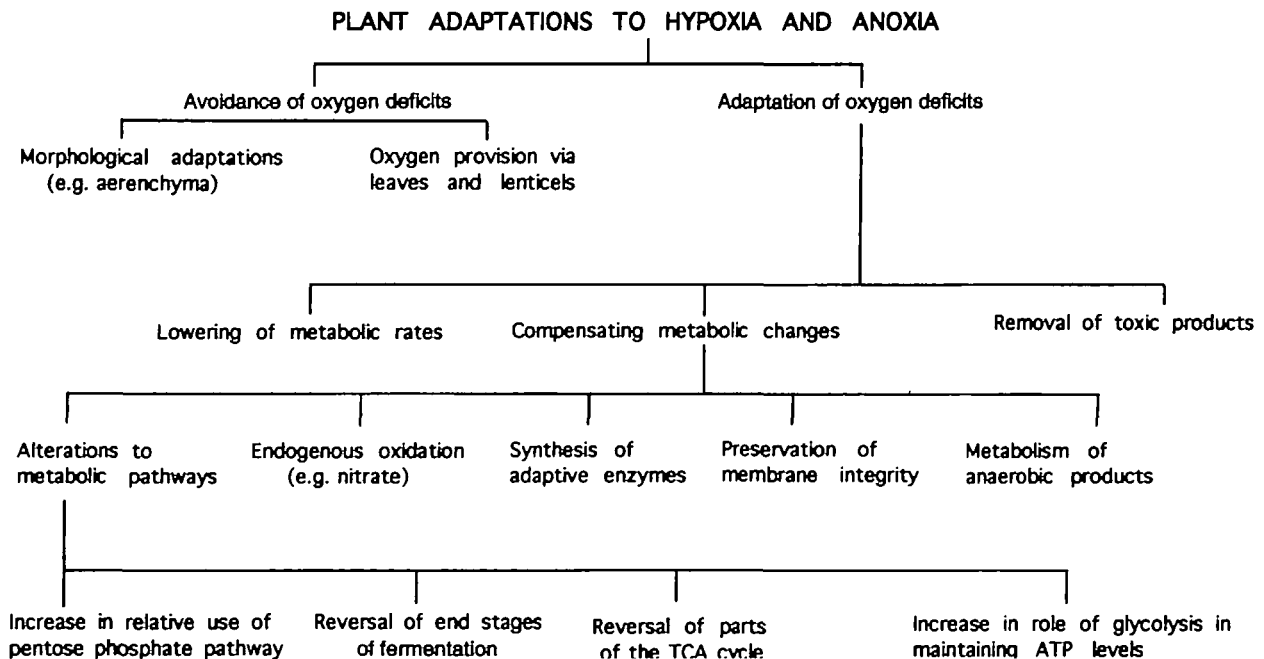 PLANT ADAPTATIONS TO HYPOXIA AND ANOXIA
Avoidance of oxygen deficits
Adaptation of oxygen deficits
Morphological adaptations
(e.g. aerenchyma)
Oxygen provision via
leaves and lenticels
Lowering of metabolic rates
Compensating metabolic changes
Removal of toxic products
Alterations to
metabolic pathways
Endogenous oxidation
(e.g. nitrate)
Synthesis of
adaptive enzymes
Preservation of
membrane integrity
Metabolism of
anaerobic products
Increase in relative use of
pentose phosphate pathway
Reversal of end stages
of fermentation
Reversal of parts
of the TCA cycle
Increase in role of glycolysis in
maintaining ATP levels